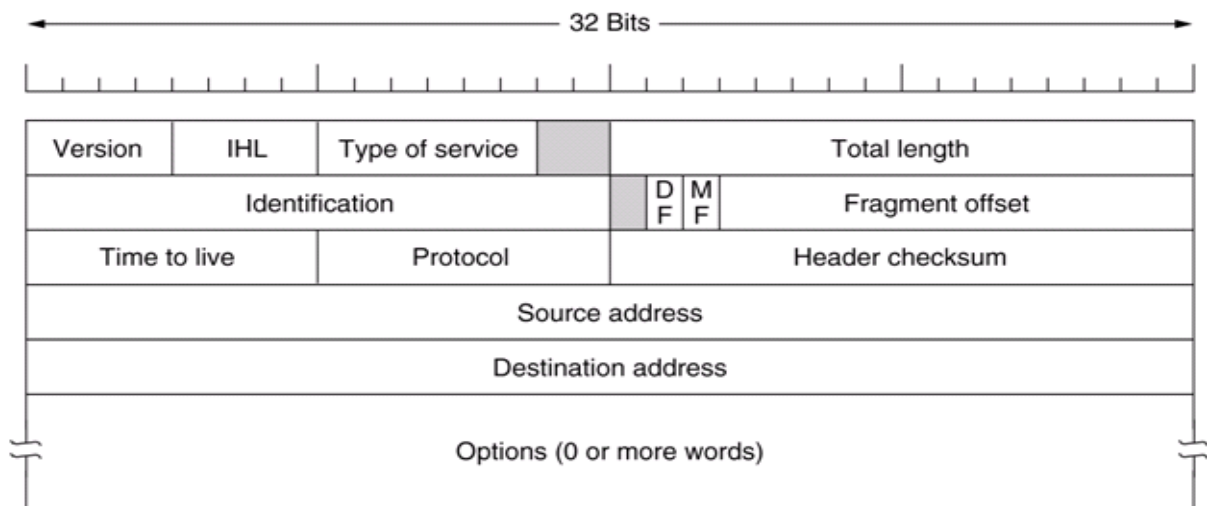 32 Bits
Version IHL Type of service Total length
Identification D F M F Fragment offset
Time to live Protocol Header checksum
Source address
Destination address
Options (0 or more words)